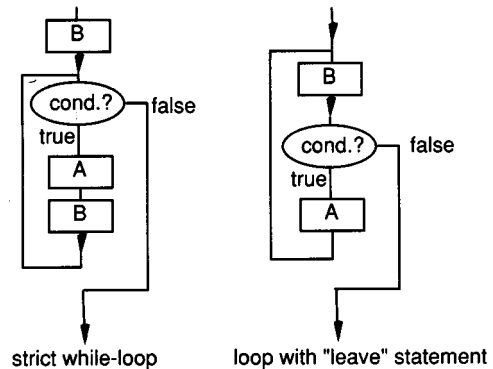 B
cond.?
false
true
A
B
strict while-loop
B
cond.?
false
true
A
loop with "leave" statement